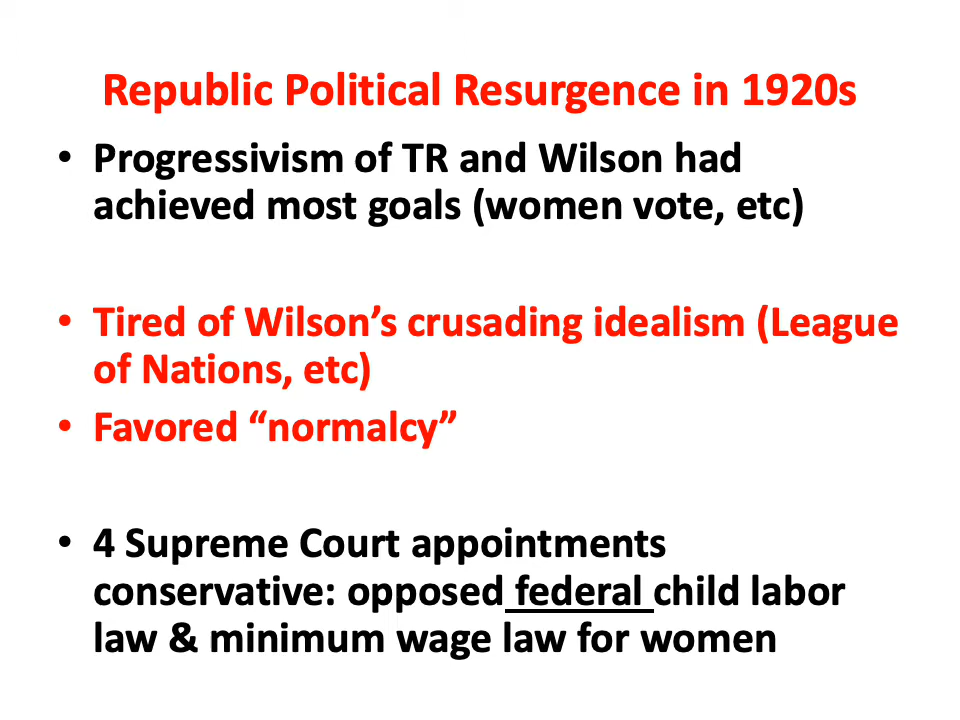 Republic Political Resurgence in 1920s
• Progressivism of TR and Wilson had
achieved most goals (women vote, etc)
• Tired of Wilson’s crusading idealism (League
of Nations, etc)
• Favored “normalcy”
• 4 Supreme Court appointments
conservative: opposed federal child labor
law & minimum wage law for women